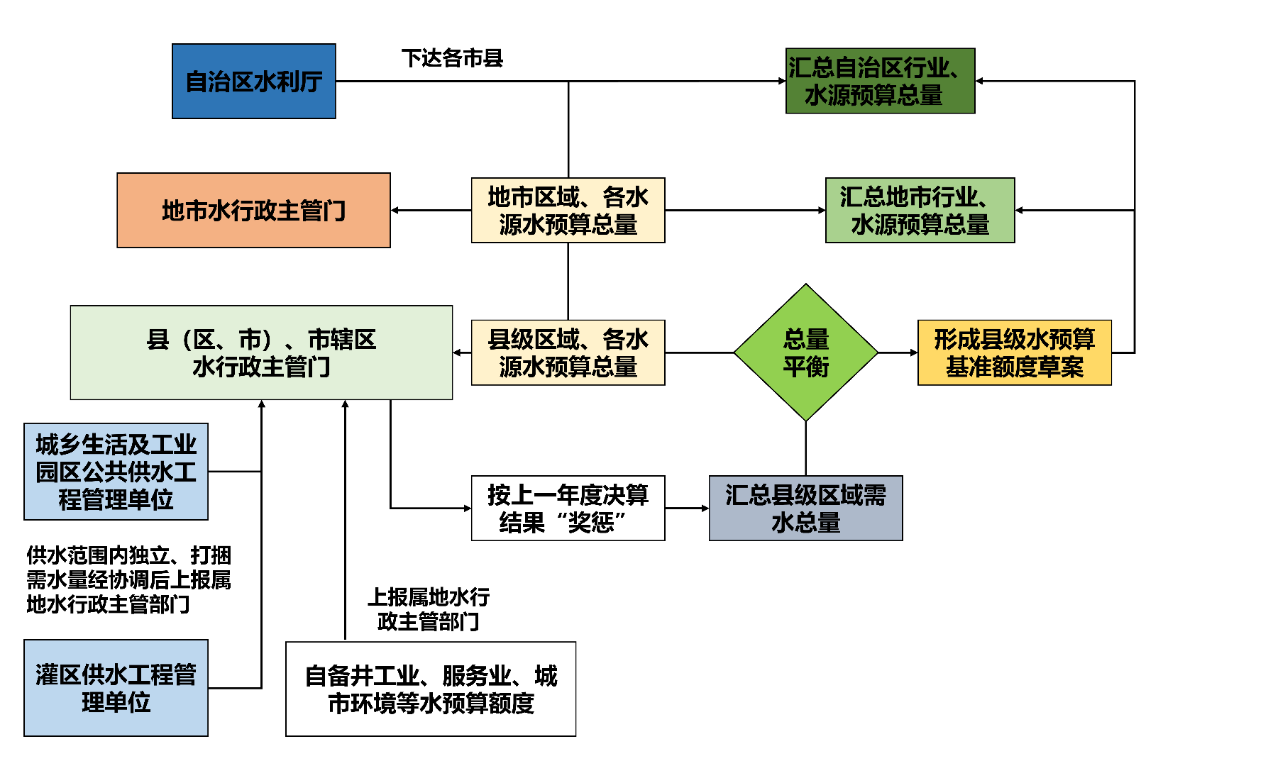 下达各市县
自治区水利厅
汇总自治区行业、
水源预算总量
地市水行政主管门
地市区域、各水
源水预算总量
汇总地市行业、
水源预算总量
县（区、市）、市辖区
水行政主管门
县级区域、各水
源水预算总量
总量
平衡
形成县级水预算
基准额度草案
城乡生活及工业
园区公共供水工
程管理单位
按上一年度决算
结果“奖惩”
汇总县级区域需
水总量
供水范围内独立、打捆
需水量经协调后上报属
地水行政主管部门
上报属地水行
政主管部门
灌区供水工程管
理单位
自备井工业、服务业、城
市环境等水预算额度